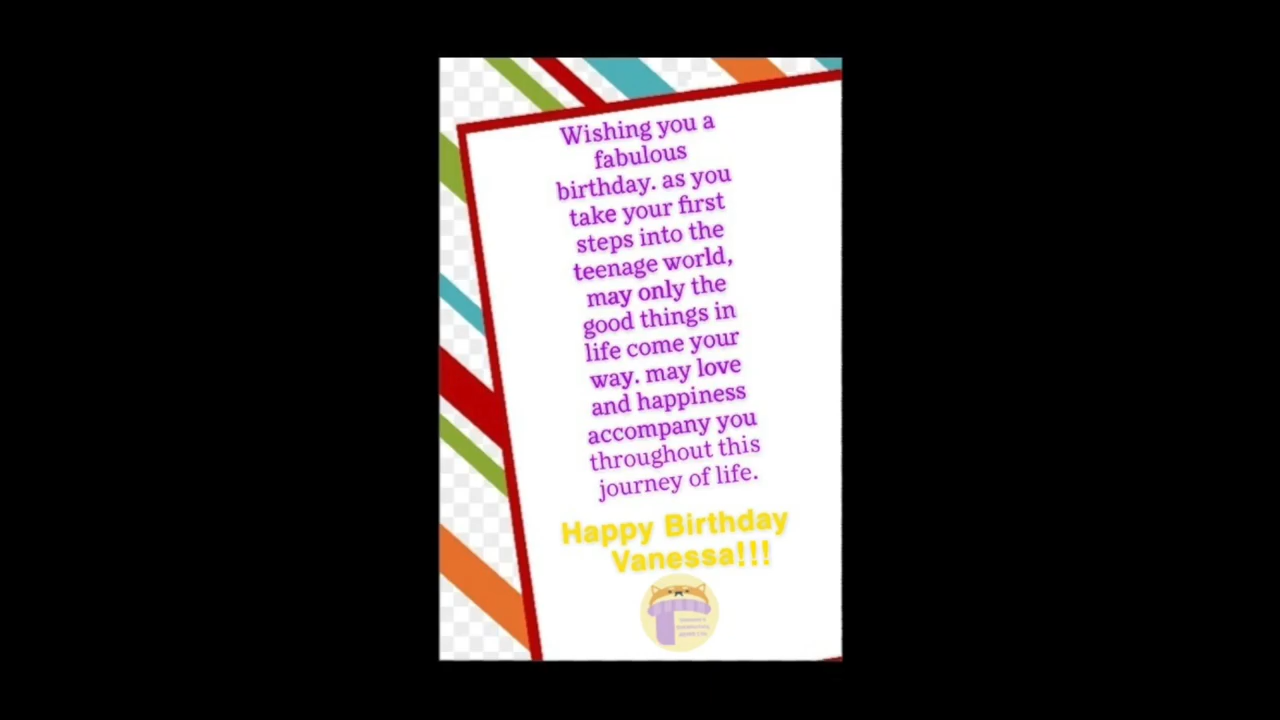 Wishing you a
fabulous
birthday. as you
take your first
steps into the
teenage world,
may only the
good things in
life come your
way. may love
and happiness
accompany you
throughout this
journey of life.
Happy Birthday
Vanessa!!!